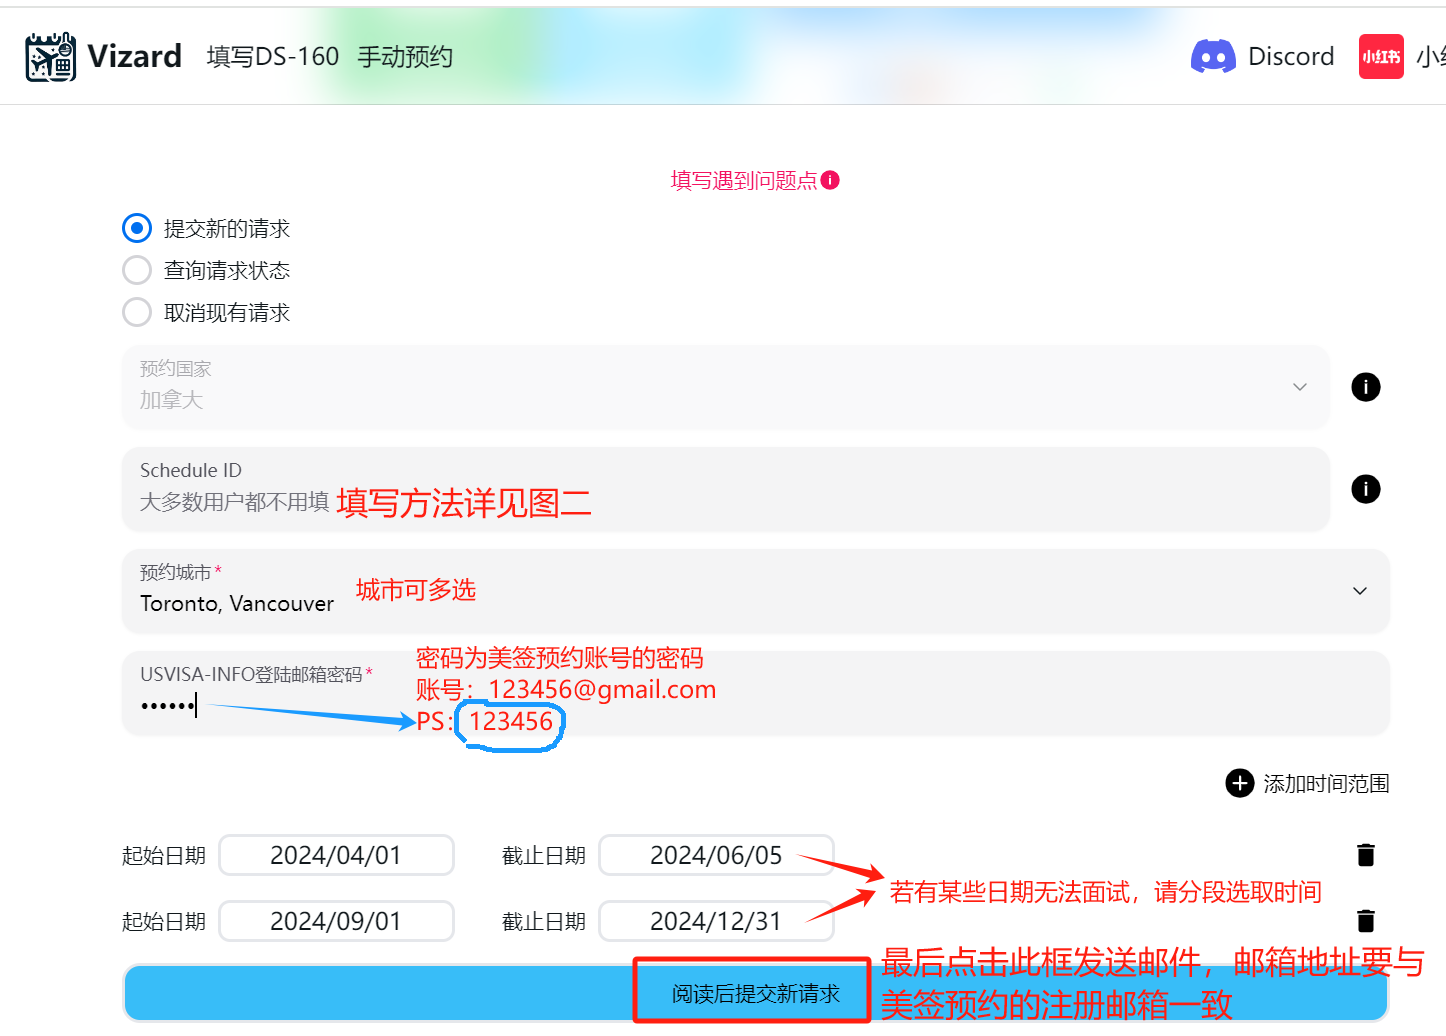 Vizard 填写DS-160 手动预约 Discord 小红书
填写遇到问题点
提交新的请求
查询请求状态
取消现有请求
预约国家
加拿大
Schedule ID
大多数用户都不用填 填写方法详见图二
预约城市*
Toronto, Vancouver 城市可多选
USVISA-INFO登陆邮箱密码*
••••••
密码为美签预约账号的密码
账号：123456@gmail.com
PS：123456
添加时间范围
起始日期 2024/04/01 截止日期 2024/06/05
若有某些日期无法面试，请分段选取时间
起始日期 2024/09/01 截止日期 2024/12/31
阅读后提交新请求
最后点击此框发送邮件，邮箱地址要与
美签预约的注册邮箱一致